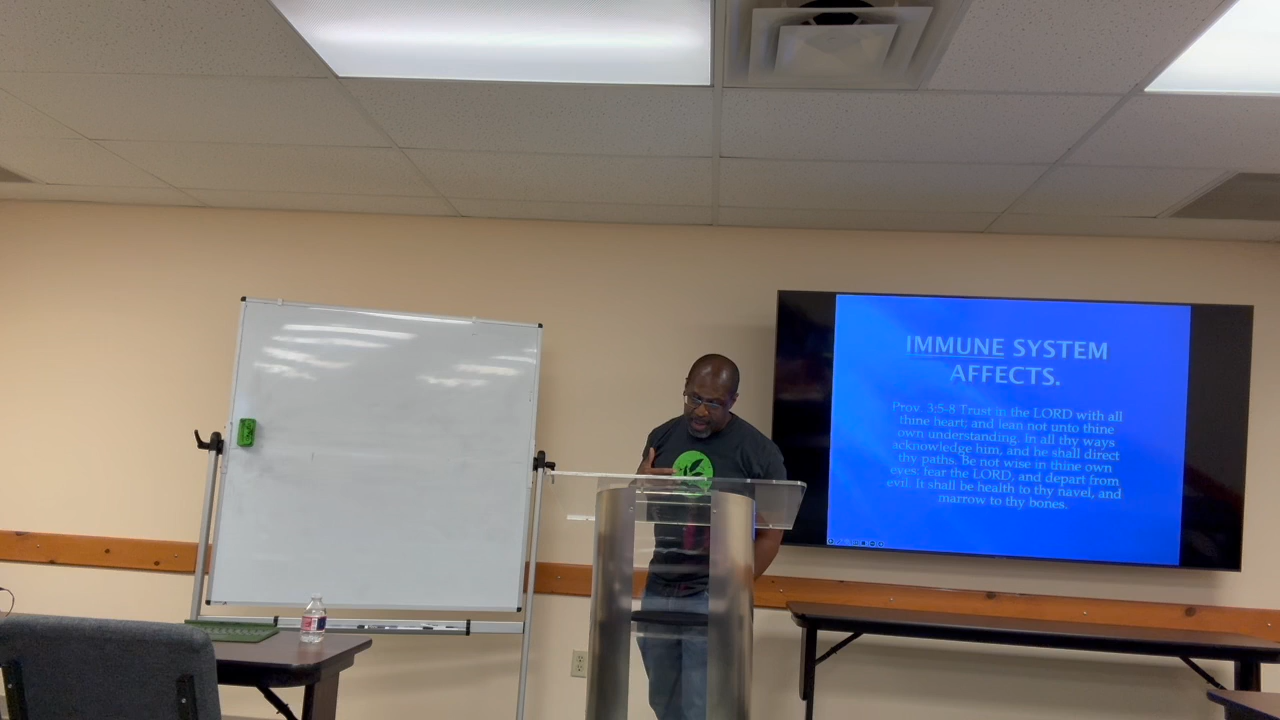 IMMUNE SYSTEM
AFFECTS.
Prov. 3;5-8 Trust in the LORD with all
thine heart; and lean not unto thine
own understanding. In all thy ways
acknowledge him, and he shall direct
thy paths. Be not wise in thine own
eyes: fear the LORD, and depart from
evil. It shall be health to thy navel, and
marrow to thy bones.